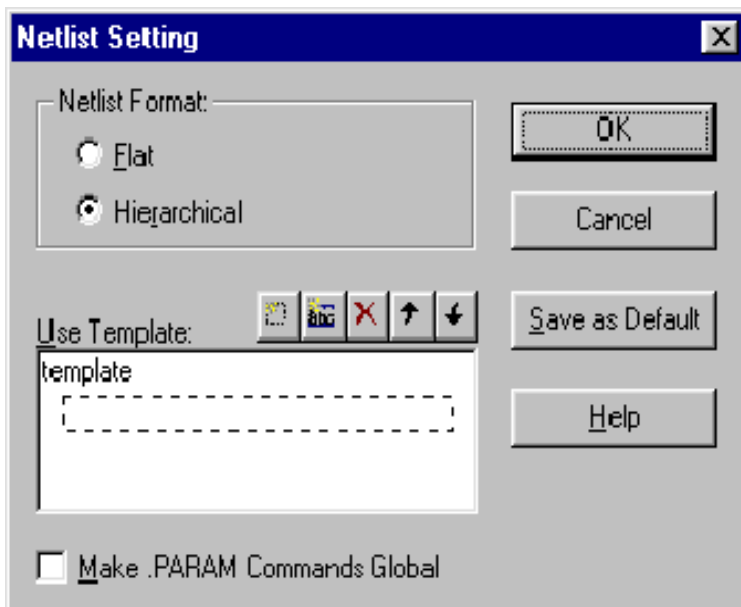 Netlist Setting
Netlist Format:
Flat
Hierarchical
OK
Cancel
Use Template:
abc
Save as Default
template
Help
Make .PARAM Commands Global